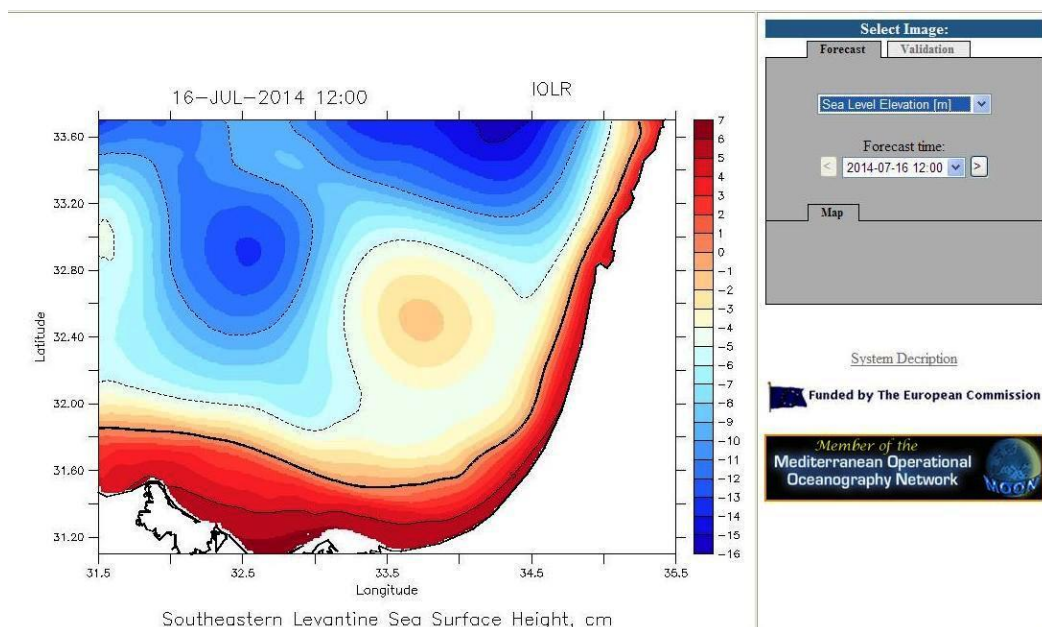 16-JUL-2014 12:00
IOLR
33.60
33.20
32.80
32.40
32.00
31.60
31.20
Latitude
31.5
32.5
33.5
34.5
35.5
Longitude
7
6
5
4
3
2
1
0
-1
-2
-3
-4
-5
-6
-7
-8
-9
-10
-11
-12
-13
-14
-15
-16
Southeastern Levantine Sea Surface Height, cm
Select Image:
Forecast Validation
Sea Level Elevation [m]
Forecast time:
< 2014-07-16 12:00 >
Map
System Decription
Funded by The European Commission
Member of the
Mediterranean Operational
Oceanography Network
MOON